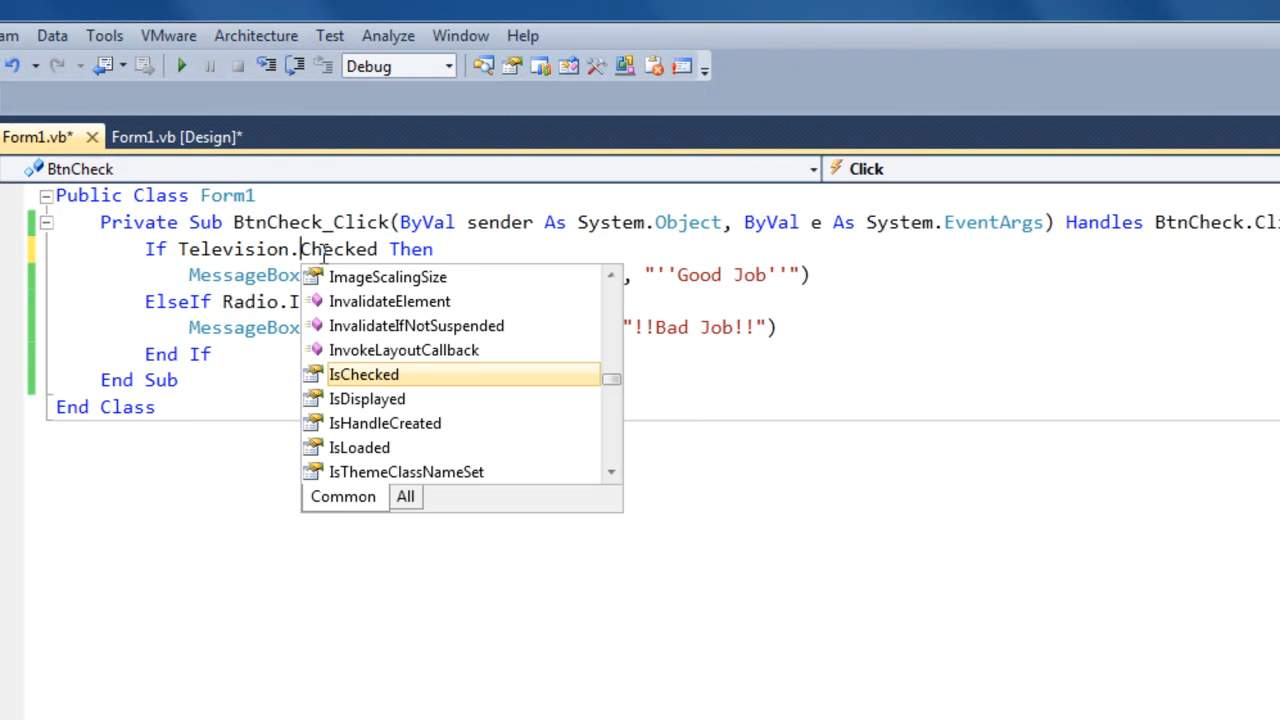 am Data Tools VMware Architecture Test Analyze Window Help
Debug
Form1.vb* Form1.vb [Design]*
BtnCheck Click
Public Class Form1
Private Sub BtnCheck_Click(ByVal sender As System.Object, ByVal e As System.EventArgs) Handles BtnCheck.Cli
If Television.Checked Then
MessageBox , "''Good Job''")
ElseIf Radio.I
MessageBox "!!Bad Job!!")
End If
End Sub
End Class
ImageScalingSize
InvalidateElement
InvalidateIfNotSuspended
InvokeLayoutCallback
IsChecked
IsDisplayed
IsHandleCreated
IsLoaded
IsThemeClassNameSet
Common All